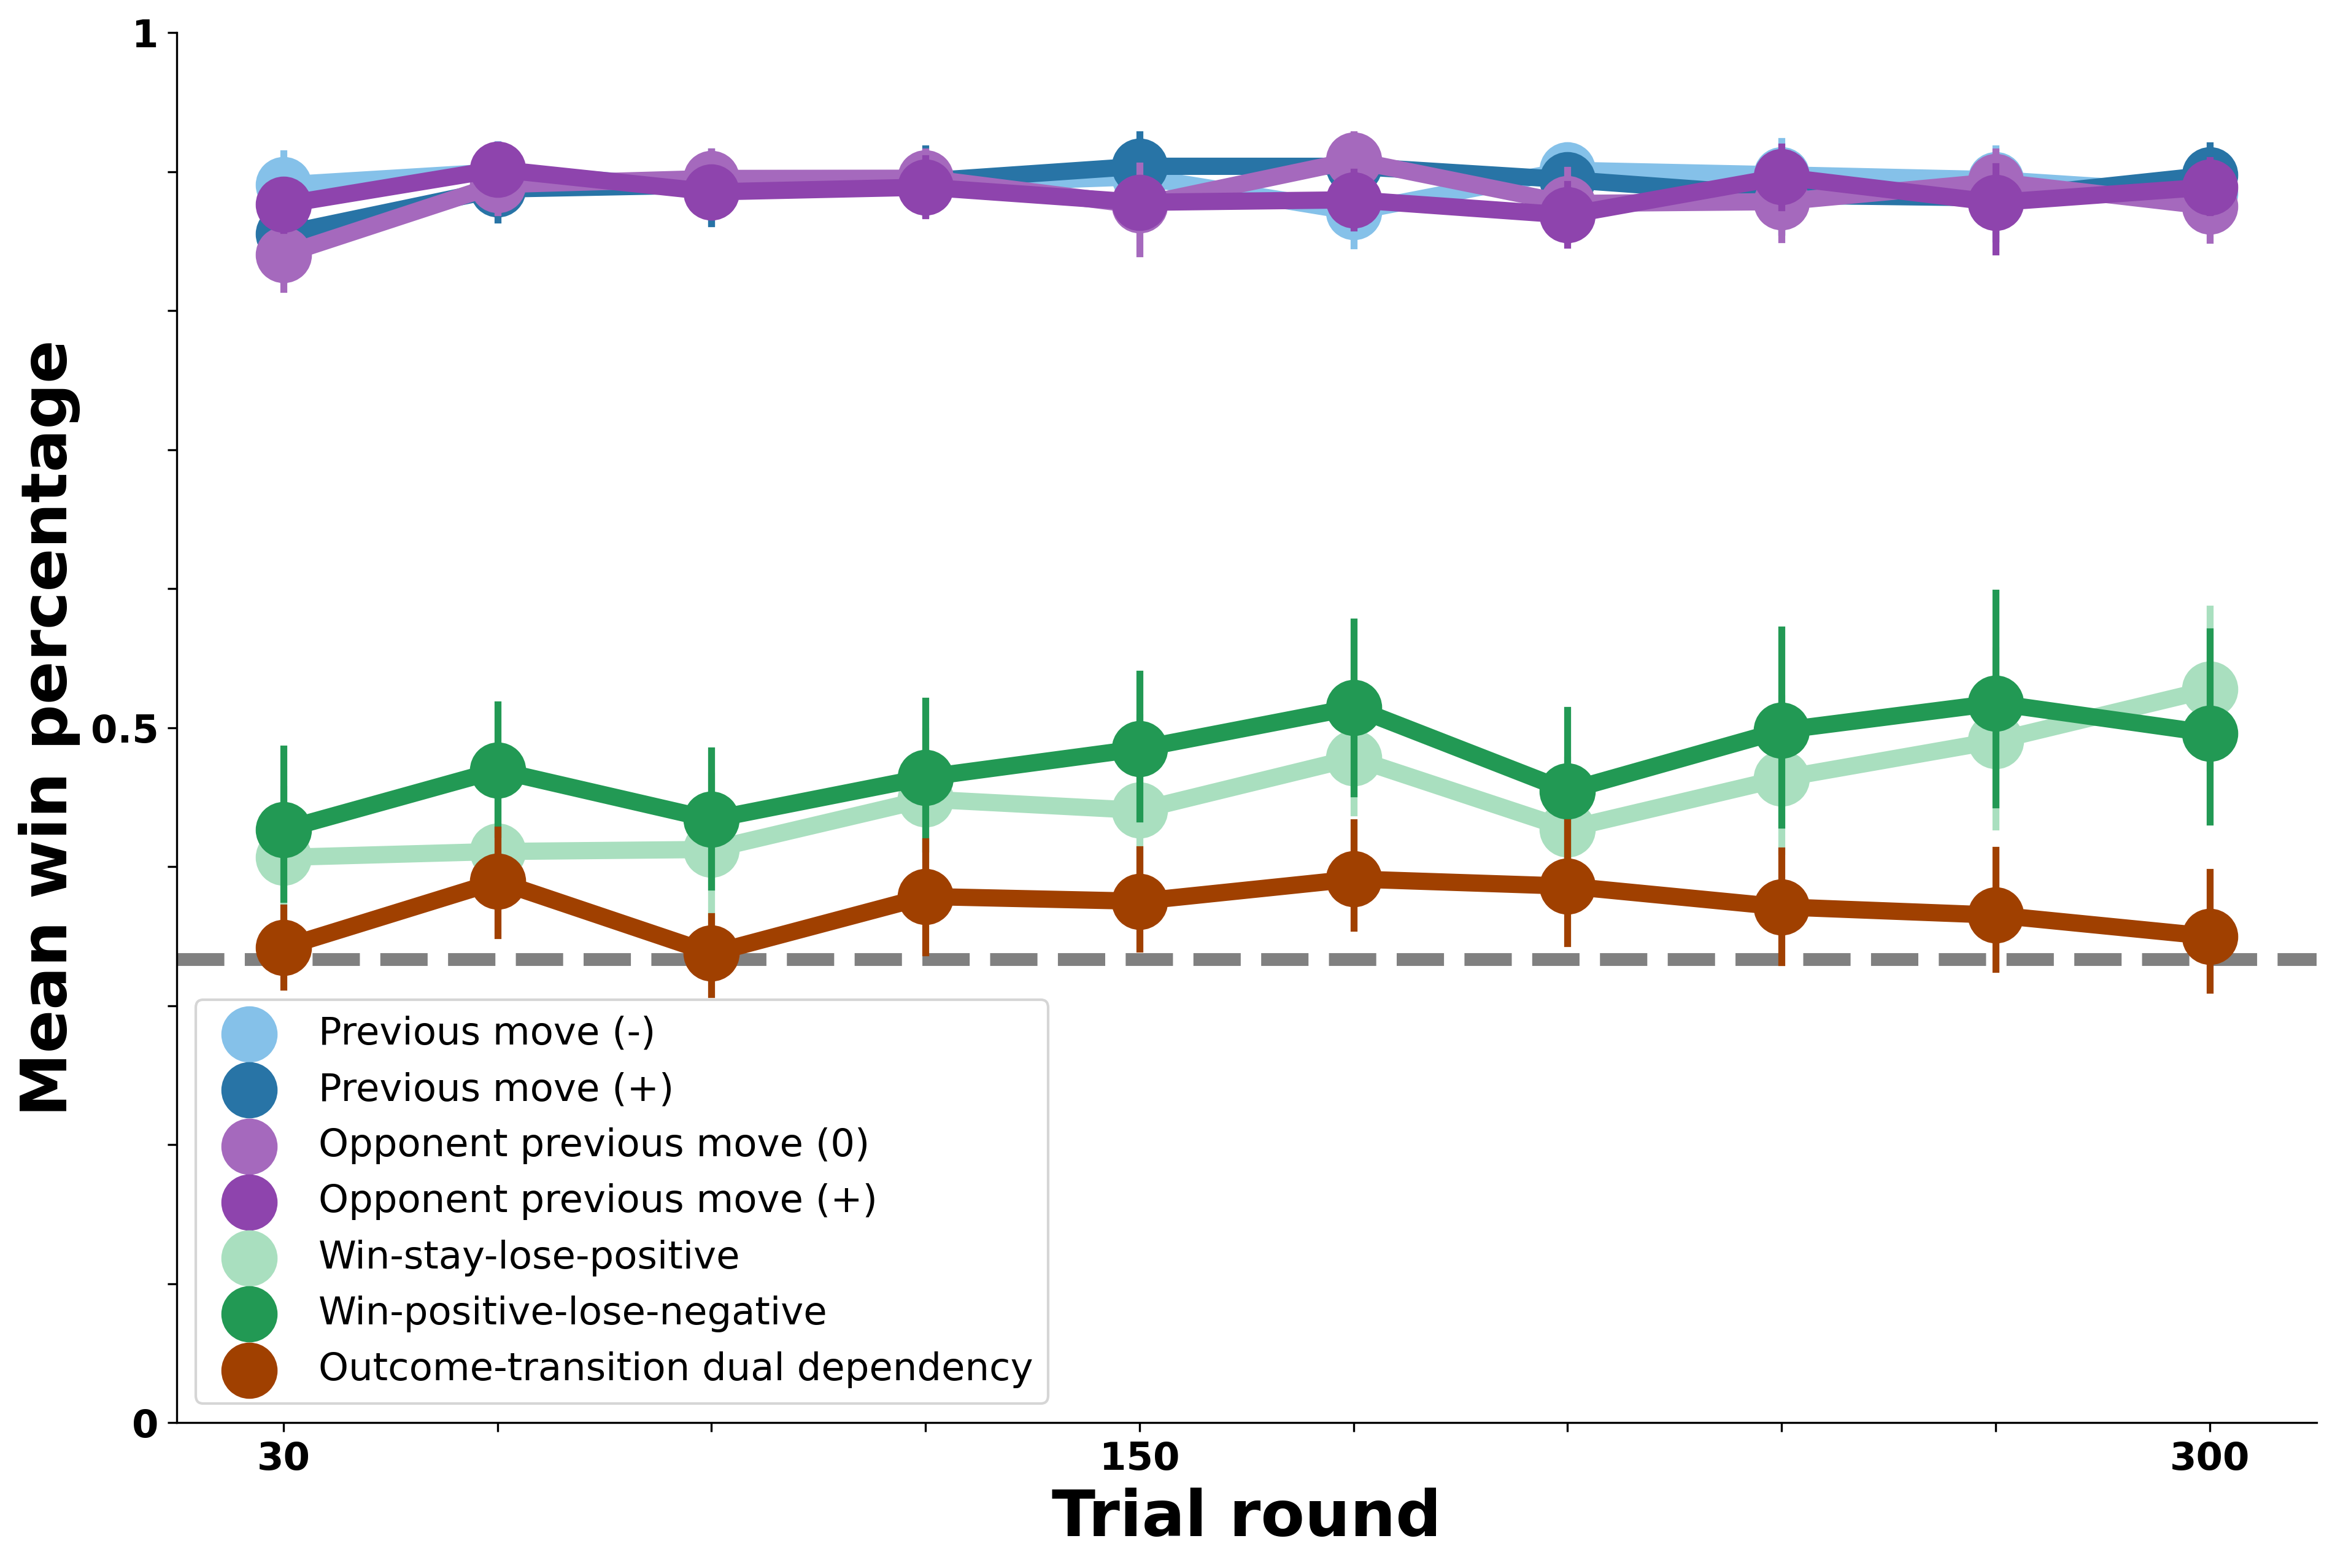 Mean win percentage
1
0.5
0
30
150
300
Trial round
Previous move (-)
Previous move (+)
Opponent previous move (0)
Opponent previous move (+)
Win-stay-lose-positive
Win-positive-lose-negative
Outcome-transition dual dependency